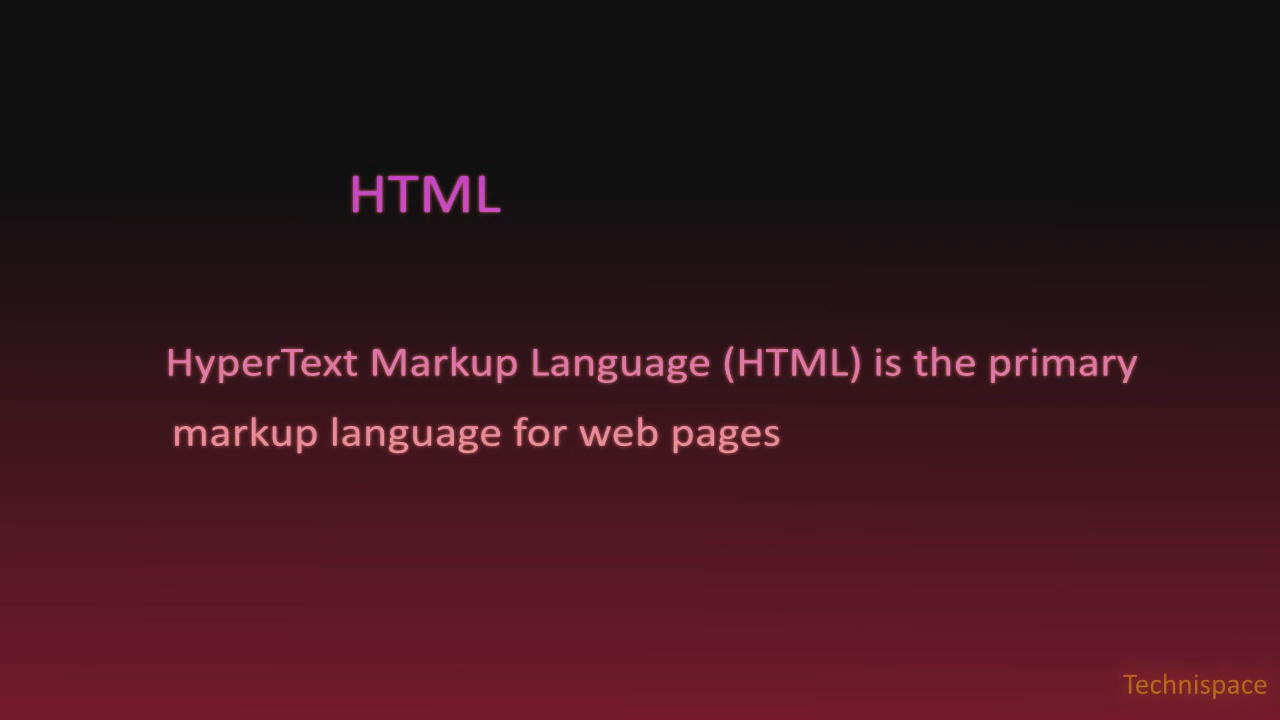 HTML
HyperText Markup Language (HTML) is the primary
markup language for web pages
Technispace